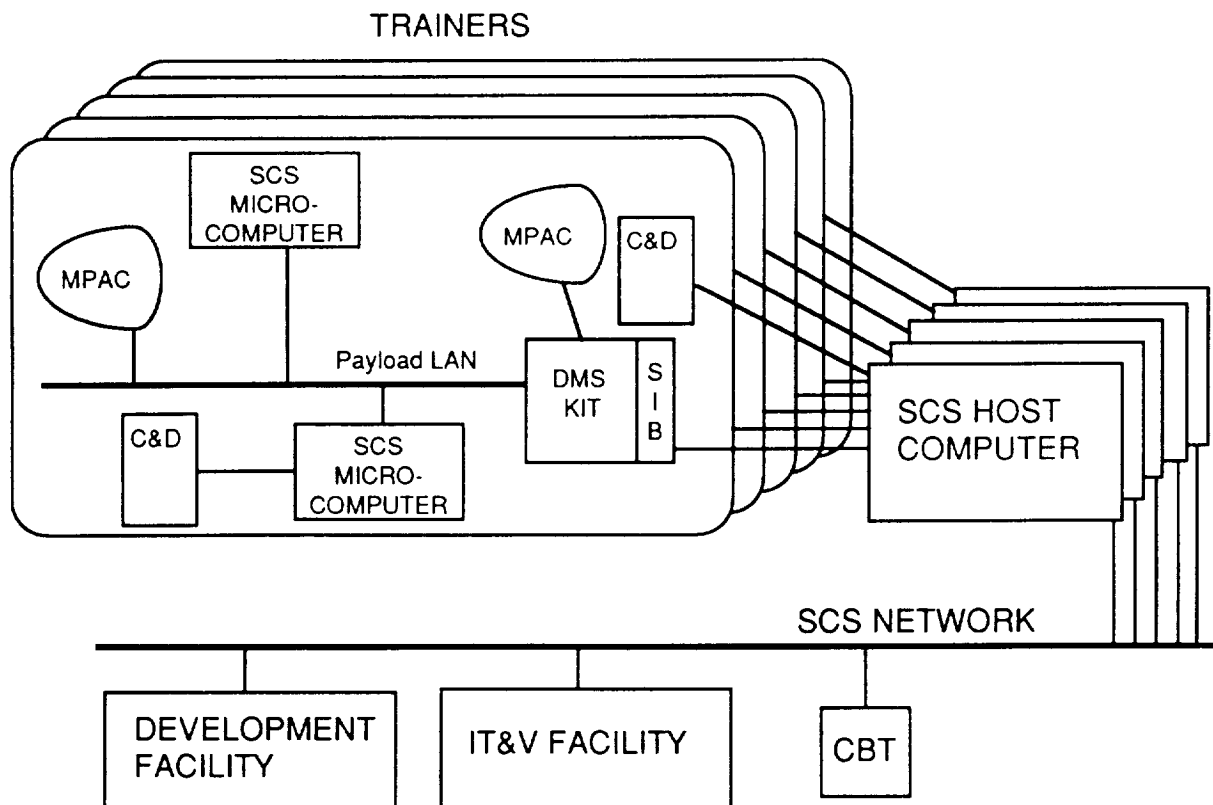 TRAINERS
SCS
MICRO-
COMPUTER
MPAC
MPAC
C&D
Payload LAN
DMS
KIT
S
I
B
C&D
SCS
MICRO-
COMPUTER
SCS HOST
COMPUTER
SCS NETWORK
DEVELOPMENT
FACILITY
IT&V FACILITY
CBT